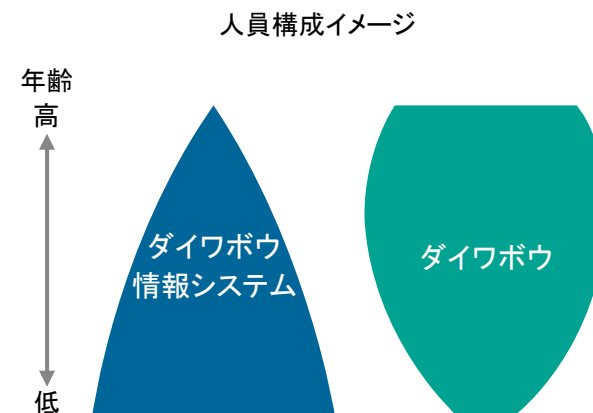 人員構成イメージ
年齢
高
ダイワボウ
情報システム
ダイワボウ
低